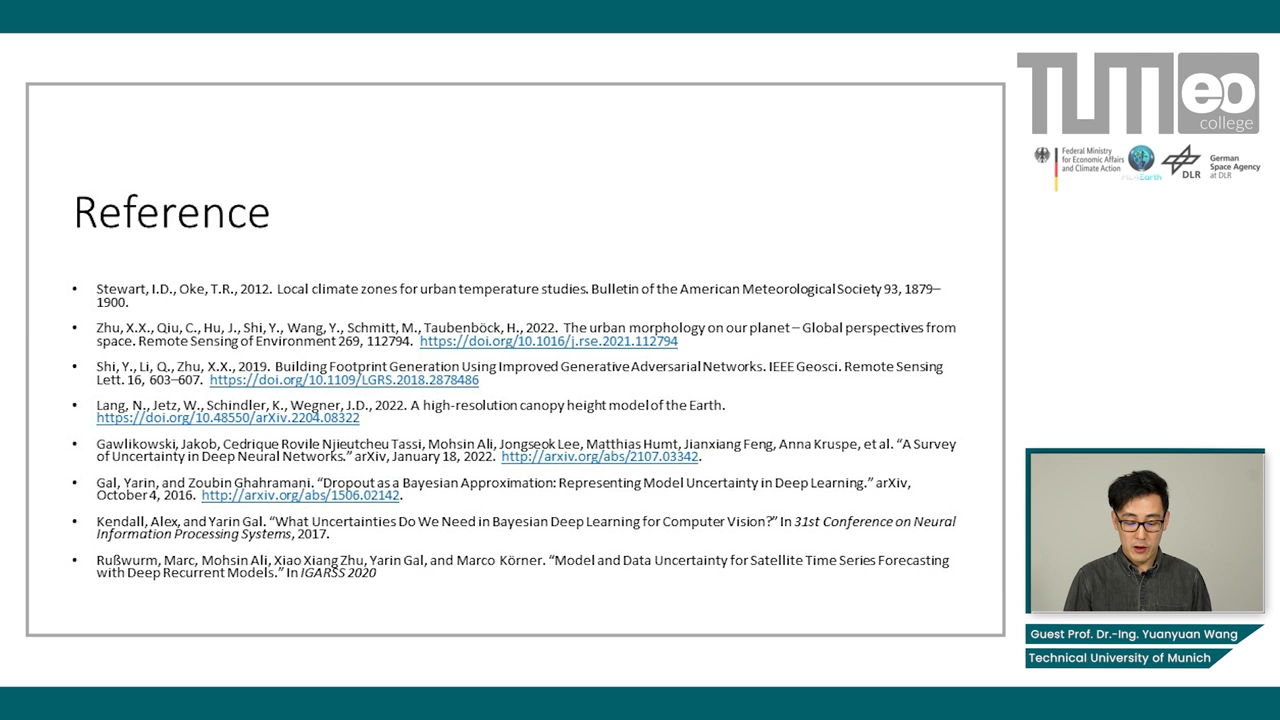 TUM
eo
college
Federal Ministry
for Economic Affairs
and Climate Action
DLR
German
Space Agency
at DLR
Reference
• Stewart, I.D., Oke, T.R., 2012. Local climate zones for urban temperature studies. Bulletin of the American Meteorological Society 93, 1879–
1900.
• Zhu, X.X., Qiu, C., Hu, J., Shi, Y., Wang, Y., Schmitt, M., Taubenböck, H., 2022. The urban morphology on our planet – Global perspectives from
space. Remote Sensing of Environment 269, 112794. https://doi.org/10.1016/j.rse.2021.112794
• Shi, Y., Li, Q., Zhu, X.X., 2019. Building Footprint Generation Using Improved Generative Adversarial Networks. IEEE Geosci. Remote Sensing
Lett. 16, 603–607. https://doi.org/10.1109/LGRS.2018.2878486
• Lang, N., Jetz, W., Schindler, K., Wegner, J.D., 2022. A high-resolution canopy height model of the Earth.
https://doi.org/10.48550/arXiv.2204.08322
• Gawlikowski, Jakob, Cedrique Rovile Njieutcheu Tassi, Mohsin Ali, Jongseok Lee, Matthias Humt, Jianxiang Feng, Anna Kruspe, et al. “A Survey
of Uncertainty in Deep Neural Networks.” arXiv, January 18, 2022. http://arxiv.org/abs/2107.03342.
• Gal, Yarin, and Zoubin Ghahramani. “Dropout as a Bayesian Approximation: Representing Model Uncertainty in Deep Learning.” arXiv,
October 4, 2016. http://arxiv.org/abs/1506.02142.
• Kendall, Alex, and Yarin Gal. “What Uncertainties Do We Need in Bayesian Deep Learning for Computer Vision?” In 31st Conference on Neural
Information Processing Systems, 2017.
• Rußwurm, Marc, Mohsin Ali, Xiao Xiang Zhu, Yarin Gal, and Marco Körner. “Model and Data Uncertainty for Satellite Time Series Forecasting
with Deep Recurrent Models.” In IGARSS 2020
Guest Prof. Dr.-Ing. Yuanyuan Wang
Technical University of Munich